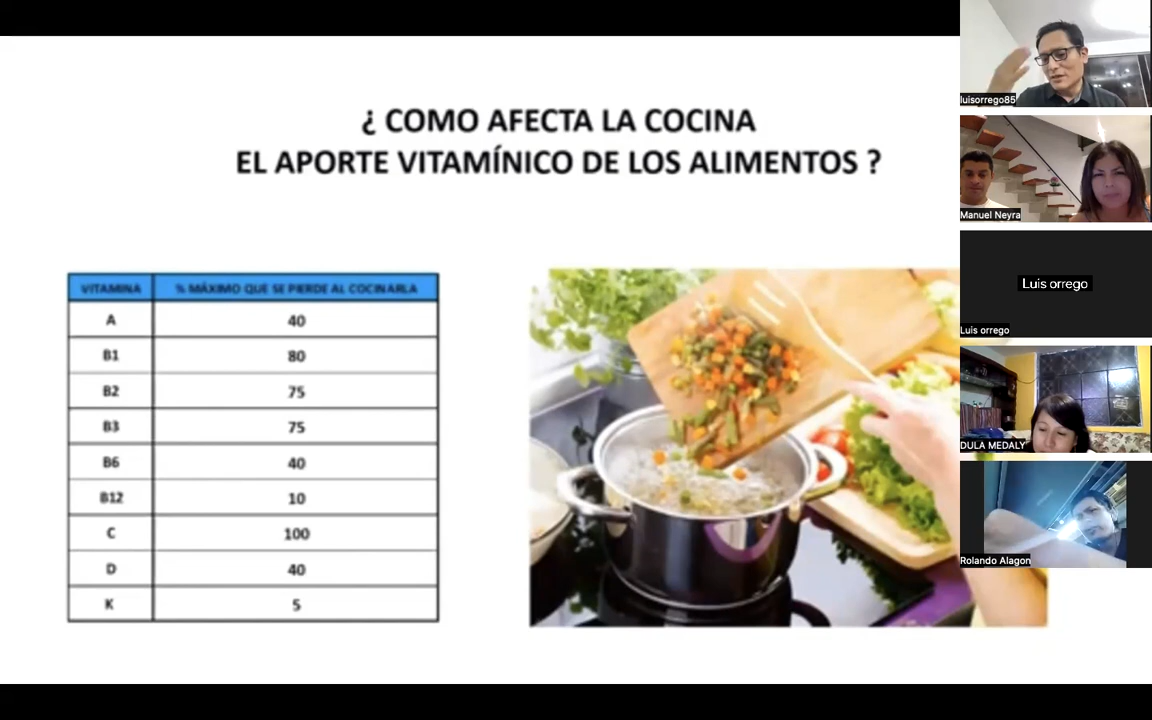 ¿ COMO AFECTA LA COCINA
EL APORTE VITAMÍNICO DE LOS ALIMENTOS ?
VITAMINA % MÁXIMO QUE SE PIERDE AL COCINARLA
A 40
B1 80
B2 75
B3 75
B6 40
B12 10
C 100
D 40
K 5
luisorrego85
Manuel Neyra
Luis orrego
Luis orrego
DULA MEDALY
Rolando Alagon